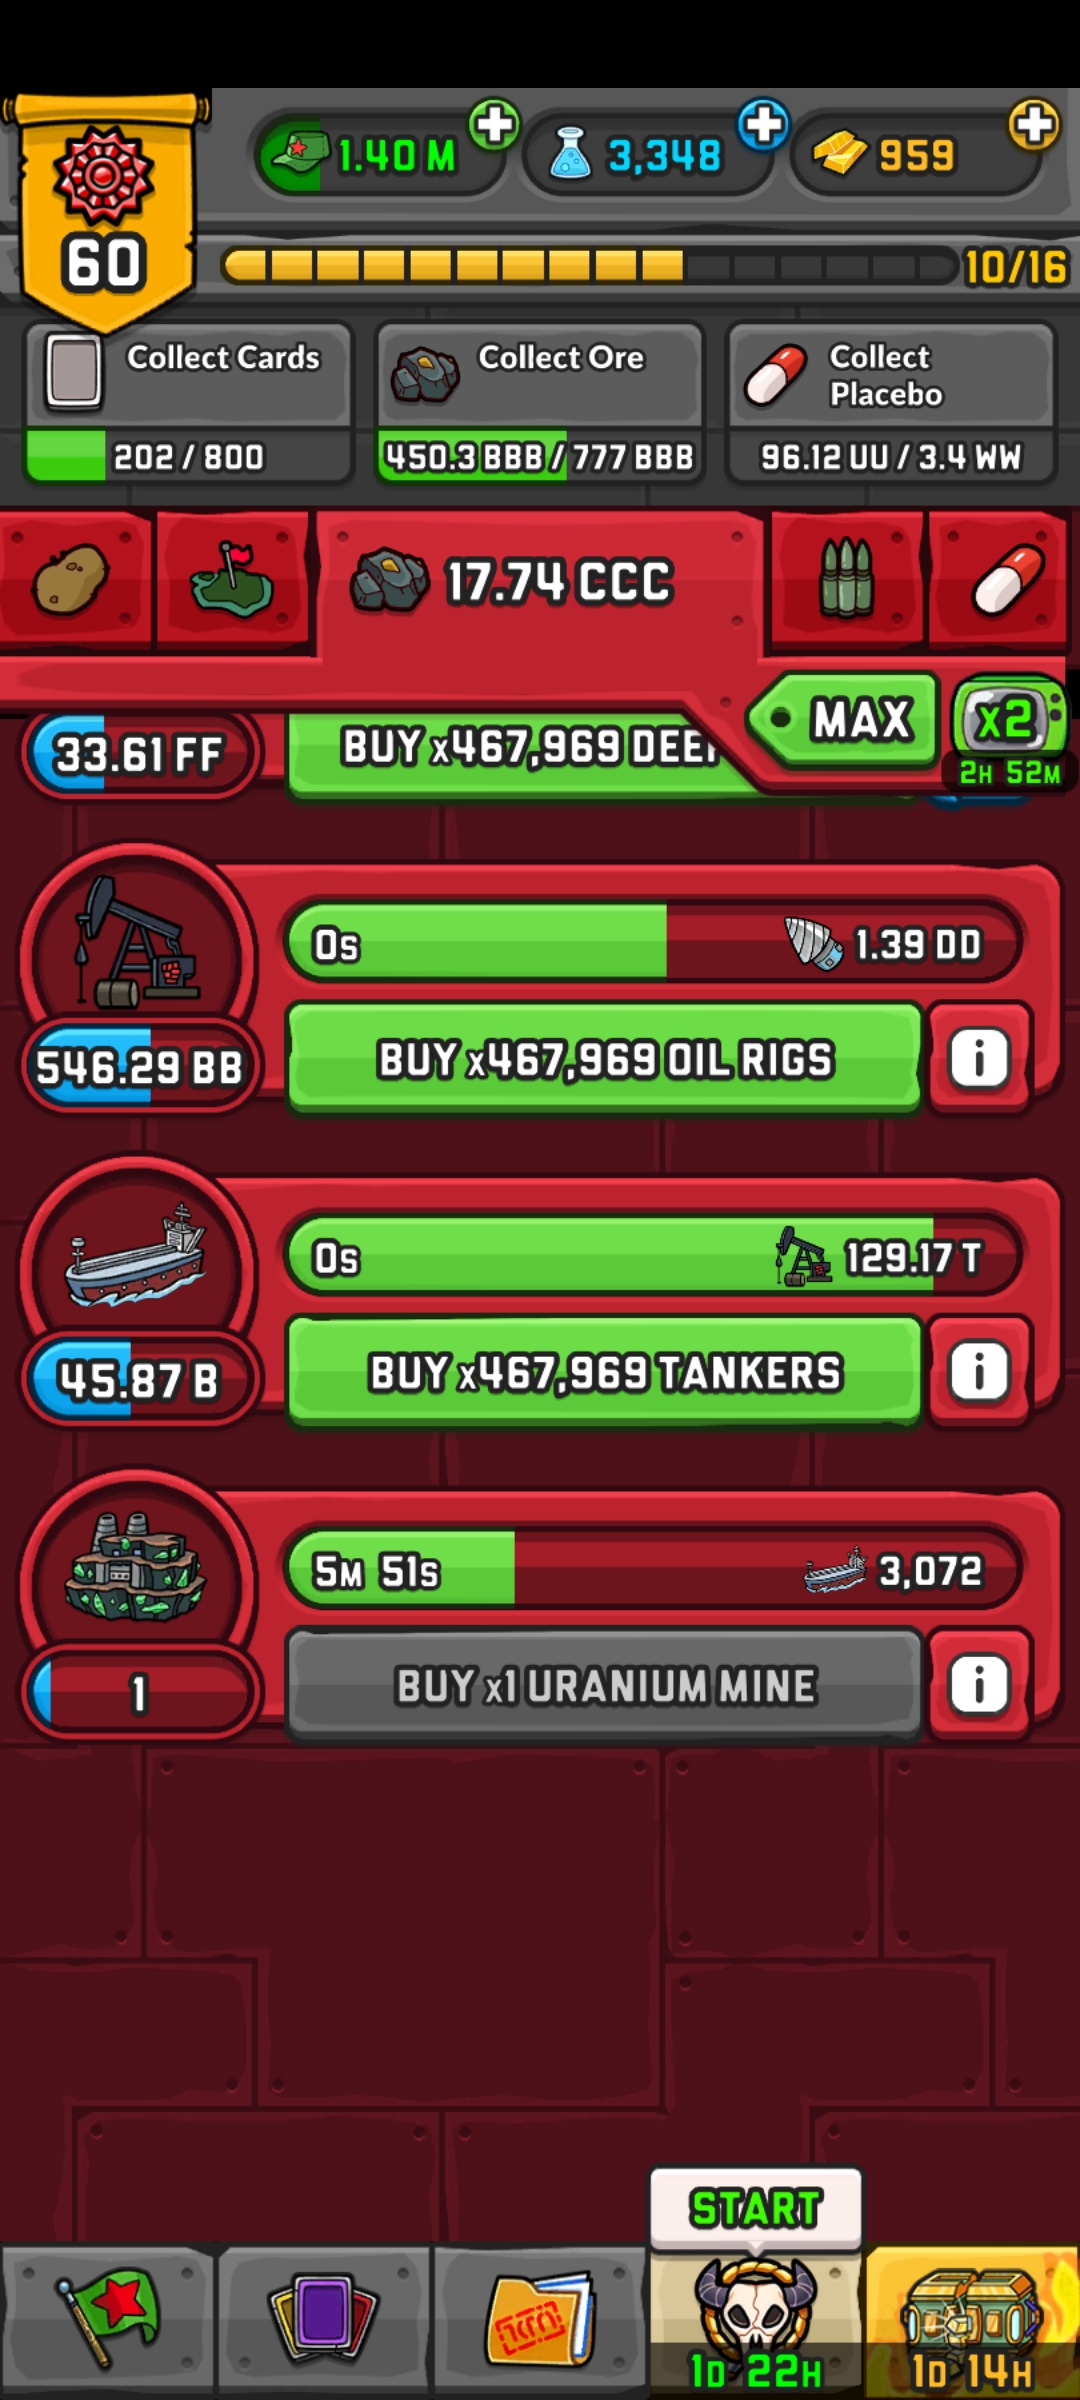 60
1.40 M
3,348
959
10/16
Collect Cards
202 / 800
Collect Ore
450.3 BBB / 777 BBB
Collect
Placebo
96.12 UU / 3.4 WW
17.74 CCC
MAX
x2
2H 52M
33.61 FF
BUY x467,969
0s
1.39 DD
546.29 BB
BUY x467,969 OIL RIGS
i
0s
129.17 T
45.87 B
BUY x467,969 TANKERS
i
5M 51s
3,072
1
BUY x1 URANIUM MINE
i
START
1D 22H
1D 14H